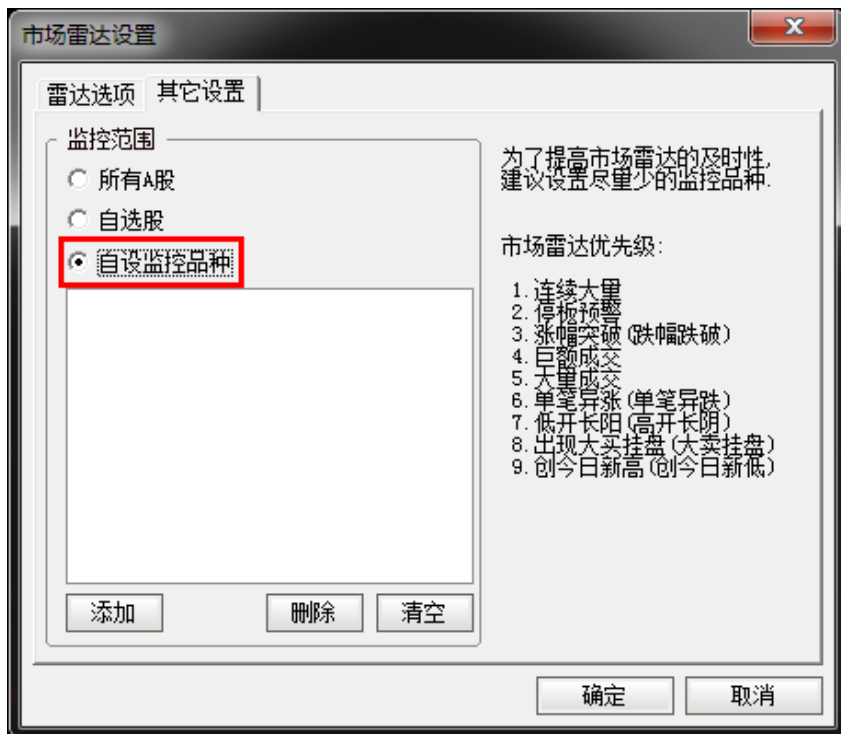 市场雷达设置
雷达选项 其它设置
监控范围
所有A股
自选股
自设监控品种
添加 删除 清空
为了提高市场雷达的及时性,
建议设置尽量少的监控品种.
市场雷达优先级:
1.连续大量
2.停板预警
3.涨幅突破(跌幅跌破)
4.巨额成交
5.大量成交
6.单笔异涨(单笔异跌)
7.低开长阳(高开长阴)
8.出现大买挂盘(大卖挂盘)
9.创今日新高(创今日新低)
确定 取消